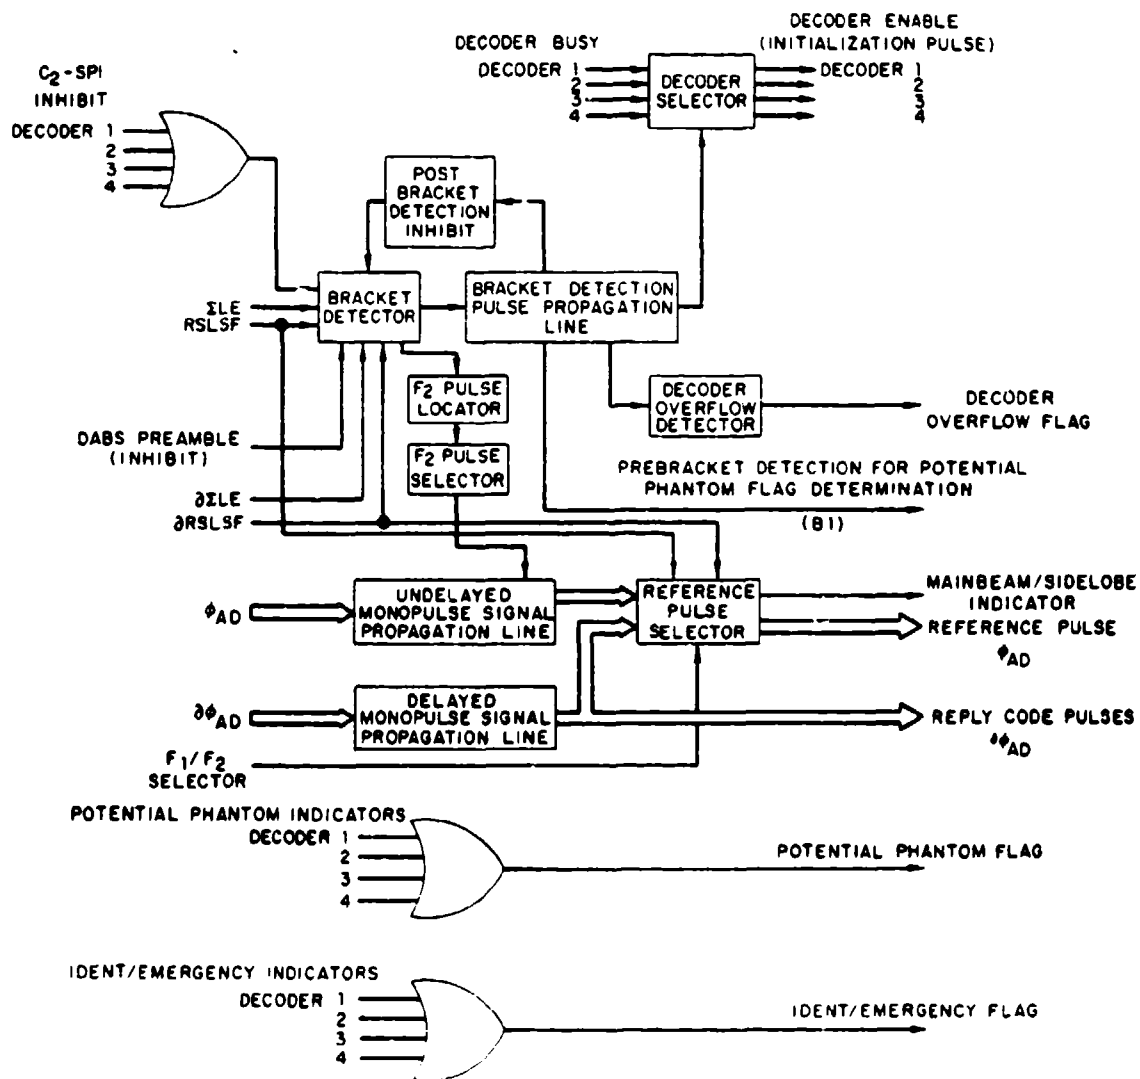 DECODER ENABLE
(INITIALIZATION PULSE)
DECODER BUSY
DECODER 1
2
3
4
DECODER
SELECTOR
DECODER 1
2
3
4
C2-SPI
INHIBIT
DECODER 1
2
3
4
POST
BRACKET
DETECTION
INHIBIT
ΣLE
RSLSF
BRACKET
DETECTOR
BRACKET DETECTION
PULSE PROPAGATION
LINE
F2 PULSE
LOCATOR
DECODER
OVERFLOW
DETECTOR
DECODER
OVERFLOW FLAG
DABS PREAMBLE
(INHIBIT)
F2 PULSE
SELECTOR
PREBRACKET DETECTION FOR POTENTIAL
PHANTOM FLAG DETERMINATION
(B1)
∂ΣLE
∂RSLSF
ϕAD
UNDELAYED
MONOPULSE SIGNAL
PROPAGATION LINE
REFERENCE
PULSE
SELECTOR
MAINBEAM/SIDELOBE
INDICATOR
REFERENCE PULSE
ϕAD
∂ϕAD
DELAYED
MONOPULSE SIGNAL
PROPAGATION LINE
REPLY CODE PULSES
∂ϕAD
F1/F2
SELECTOR
POTENTIAL PHANTOM INDICATORS
DECODER 1
2
3
4
POTENTIAL PHANTOM FLAG
IDENT/EMERGENCY INDICATORS
DECODER 1
2
3
4
IDENT/EMERGENCY FLAG